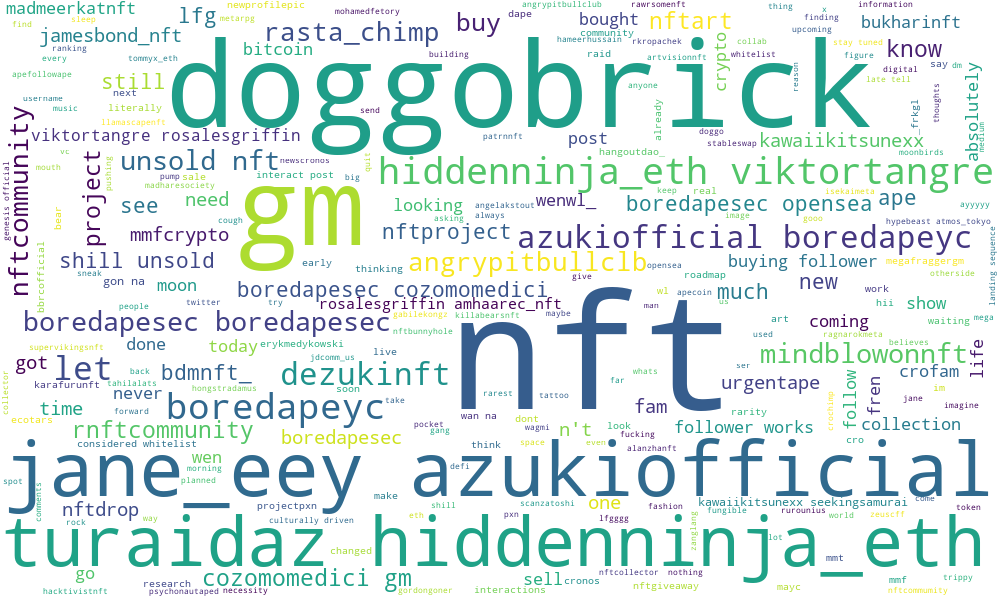 madmeerkatnft
newprofilepic
mohamedfetory
angrypitbullclub
rawrsomenft
thing
x
information
metarpg
sleep
lfg
rasta_chimp
buy
dape
bought
nftart
finding
upcoming
bukharinft
find
jamesbond_nft
bitcoin
hameerhussain
community
rkropachek
collab
stay tuned
know
ranking
every
tommyx_eth
building
raid
artvisionnft
whitelist
figure
say
dm
apefollowape
still
doggobrick
crypto
reason
digital
late tell
username
next
music
literally
send
anyone
already
thoughts
_frkgl
absolutely
medium
llamascapenft
viktortangre rosalesgriffin
patrnnft
post
doggo
stableswap
kawaiikitsunexx
nftcommunity
vc
mouth
project
pushing
unsold nft
newscronos
quit
hangoutdao_
moonbirds
pump
sale
interact post
big
hiddenninja_eth viktortangre
madharesociety
need
gm
angelakstout
keep
real
isekaimeta
genesis official
bear
see
looking
always
wenwl_
boredapesec opensea
ape
ayyyyy
cough
asking
image
gooo
hypebeast atmos_tokyo
mmfcrypto
nftproject
azukiofficial boredapeyc
landing sequence
bbrcofficial
shill unsold
early
thinking
angrypitbullclb
opensea
buying follower
megafraggergm
sneak
give
roadmap
otherside
gon na
moon
boredapesec cozomomedici
wl
apecoin
much
new
work
people
twitter
try
rosalesgriffin amhaarec_nft
man
us
hii
show
mega
gabilekongz
killabearsnft
maybe
boredapesec boredapesec
nft
art
coming
waiting
supervikingsnft
done
today
erykmedykowski
nftbunnyhole
used
ragnarokmeta
life
got
let
back
jdcomm_us
live
whats
mindblownnft
believes
collector
karafurunft
tahilalats
bdmnft_
hongstradamus
dezukinft
far
ser
urgentape
crofam
im
never
soon
take
rarest
tattoo
fren
jane
time
forward
boredapeyc
wan na
fam
rarity
follow
crochimp
imagine
ecotars
rnftcommunity
pocket
wagmi
dont
n't
look
follower works
cro
collection
gang
fucking
considered whitelist
boredapesec
think
space
even
alanzhanft
wen
morning
defi
spot
planned
jane_eey azukiofficial
comments
make
scanzatoshi
one
kawaiikitsunexx seekingsamurai
come
nftdrop
projectpxn
eth
shill
fashion
fungible
rurounius
zeuscff
token
rock
way
culturally driven
pxn
lfgggg
world
changed
zanglang
lot
turaidaz hiddenninja_eth
mmt
go
cozomomedici gm
sell
cronos
nftcollector
nothing
trippy
hacktivistnft
research
psychonautaped
necessity
gordongoner
interactions
nftgiveaway
mayc
mmf
nftcommunity